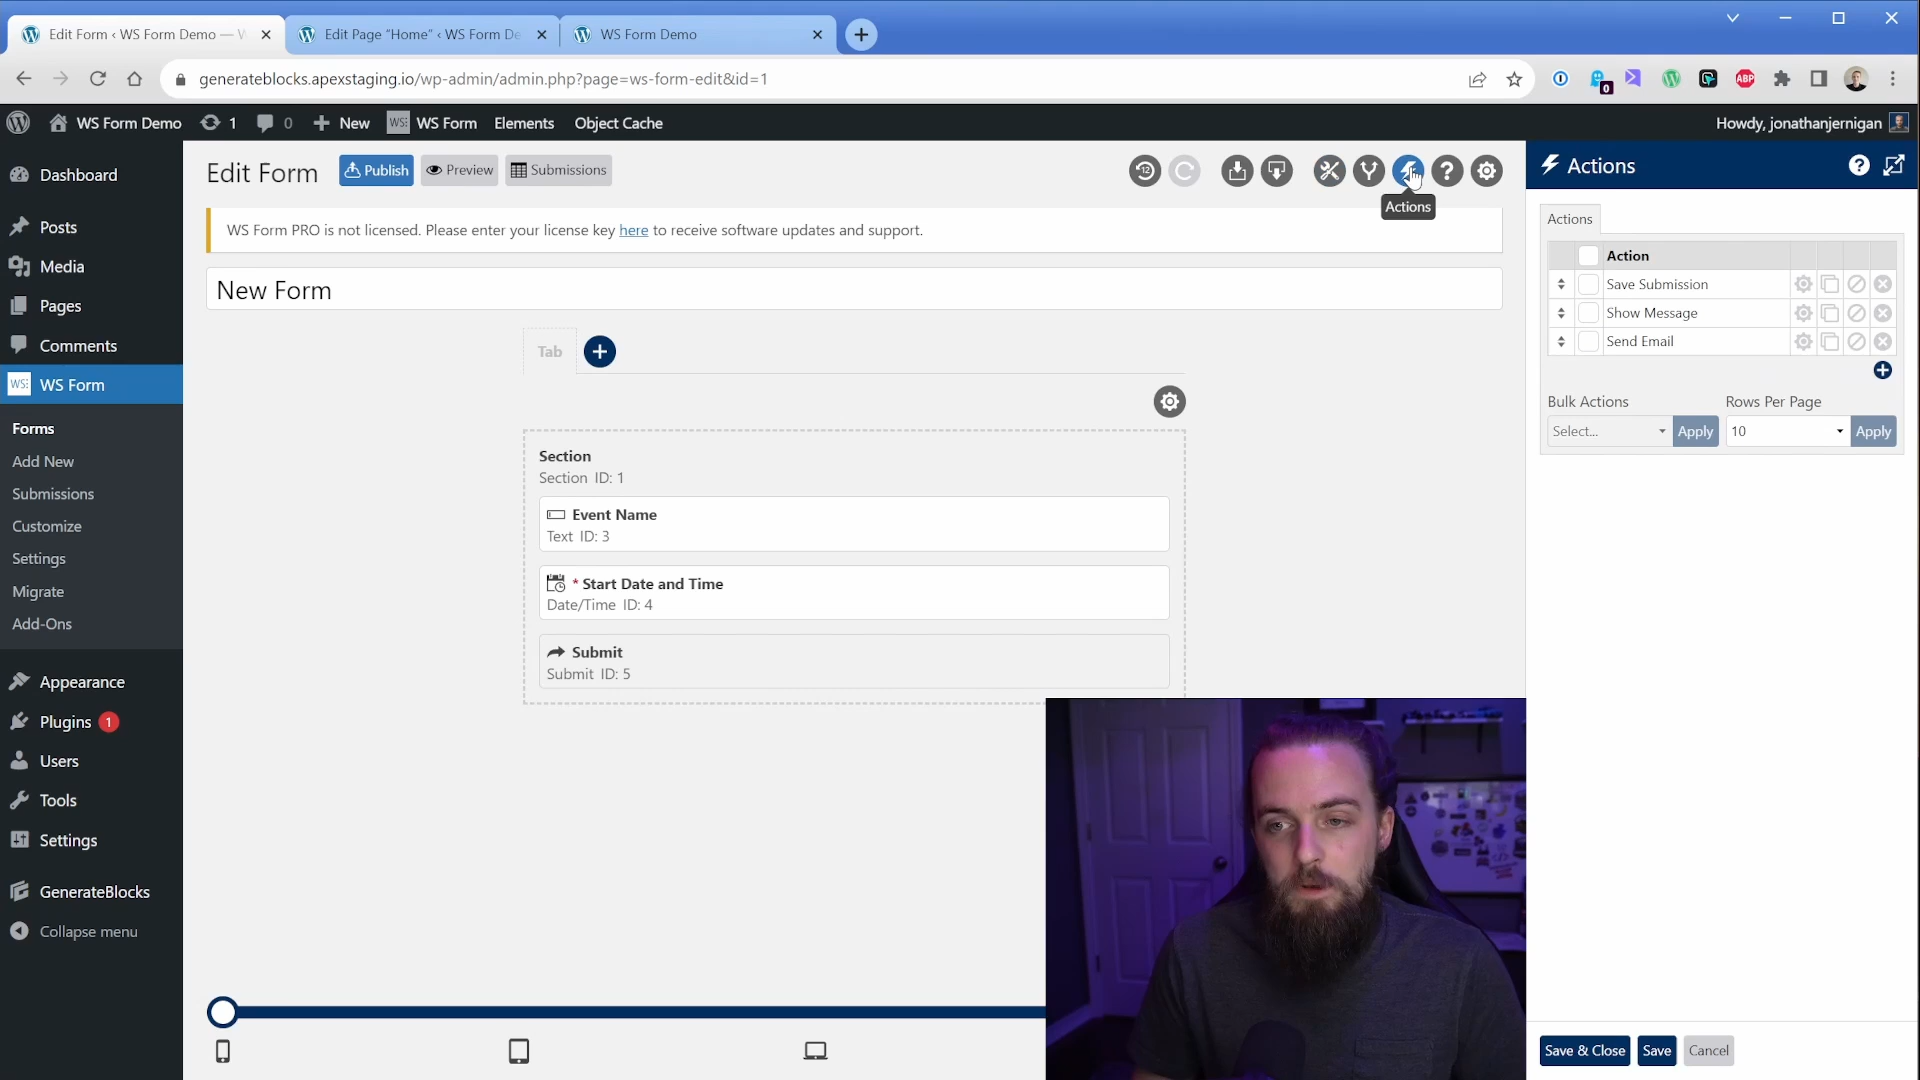 Edit Form ‹ WS Form Demo —
Edit Page “Home” ‹ WS Form De
WS Form Demo
generateblocks.apexstaging.io/wp-admin/admin.php?page=ws-form-edit&id=1
0
ABP
WS Form Demo 1 0 New WS: WS Form Elements Object Cache
Howdy, jonathanjernigan
Dashboard
Posts
Media
Pages
Comments
WS: WS Form
Forms
Add New
Submissions
Customize
Settings
Migrate
Add-Ons
Appearance
Plugins 1
Users
Tools
Settings
GenerateBlocks
Collapse menu
Edit Form Publish Preview Submissions
12
?
Actions
WS Form PRO is not licensed. Please enter your license key here to receive software updates and support.
New Form
Tab
Section
Section ID: 1
Event Name
Text ID: 3
* Start Date and Time
Date/Time ID: 4
Submit
Submit ID: 5
Actions ?
Actions
Action
Save Submission
Show Message
Send Email
Bulk Actions Rows Per Page
Select... Apply 10 Apply
Save & Close Save Cancel